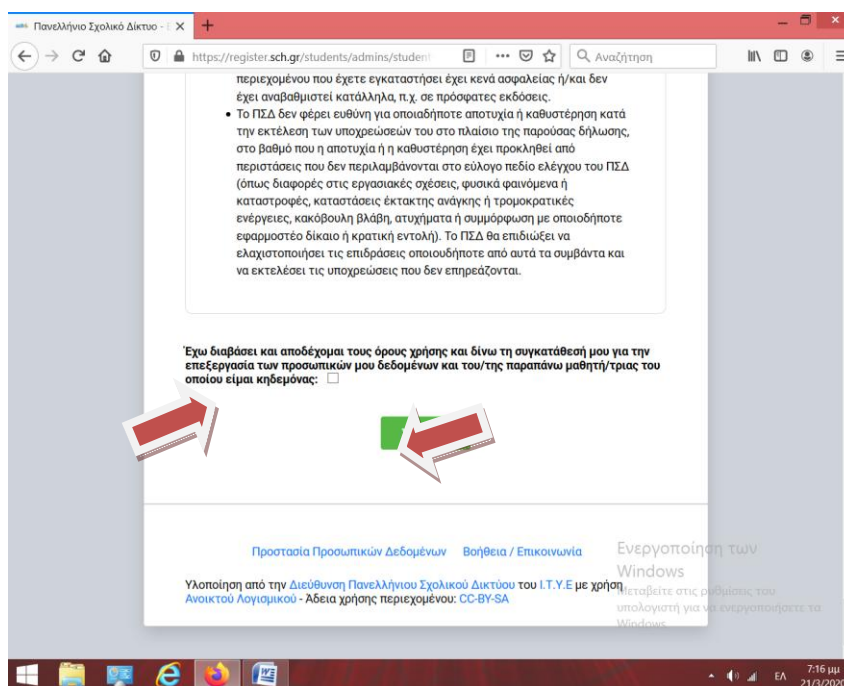 Πανελλήνιο Σχολικό Δίκτυο -
https://register.sch.gr/students/admins/student
Αναζήτηση
περιεχομένου που έχετε εγκαταστήσει έχει κενά ασφαλείας ή/και δεν
έχει αναβαθμιστεί κατάλληλα, π.χ. σε πρόσφατες εκδόσεις.
• Το ΠΣΔ δεν φέρει ευθύνη για οποιαδήποτε αποτυχία ή καθυστέρηση κατά
την εκτέλεση των υποχρεώσεών του στο πλαίσιο της παρούσας δήλωσης,
στο βαθμό που η αποτυχία ή η καθυστέρηση έχει προκληθεί από
περιστάσεις που δεν περιλαμβάνονται στο εύλογο πεδίο ελέγχου του ΠΣΔ
(όπως διαφορές στις εργασιακές σχέσεις, φυσικά φαινόμενα ή
καταστροφές, καταστάσεις έκτακτης ανάγκης ή τρομοκρατικές
ενέργειες, κακόβουλη βλάβη, ατυχήματα ή συμμόρφωση με οποιοδήποτε
εφαρμοστέο δίκαιο ή κρατική εντολή). Το ΠΣΔ θα επιδιώξει να
ελαχιστοποιήσει τις επιδράσεις οποιουδήποτε από αυτά τα συμβάντα και
να εκτελέσει τις υποχρεώσεις που δεν επηρεάζονται.
Έχω διαβάσει και αποδέχομαι τους όρους χρήσης και δίνω τη συγκατάθεσή μου για την
επεξεργασία των προσωπικών μου δεδομένων και του/της παραπάνω μαθητή/τριας του
οποίου είμαι κηδεμόνας:
Προστασία Προσωπικών Δεδομένων Βοήθεια / Επικοινωνία
Υλοποίηση από την Διεύθυνση Πανελλήνιου Σχολικού Δικτύου του Ι.Τ.Υ.Ε με χρήση
Ανοικτού Λογισμικού - Άδεια χρήσης περιεχομένου: CC-BY-SA
Ενεργοποίηση των
Windows
Μεταβείτε στις ρυθμίσεις του
υπολογιστή για να ενεργοποιήσετε τα
Windows.
ΕΛ
7:16 μμ
21/3/2020